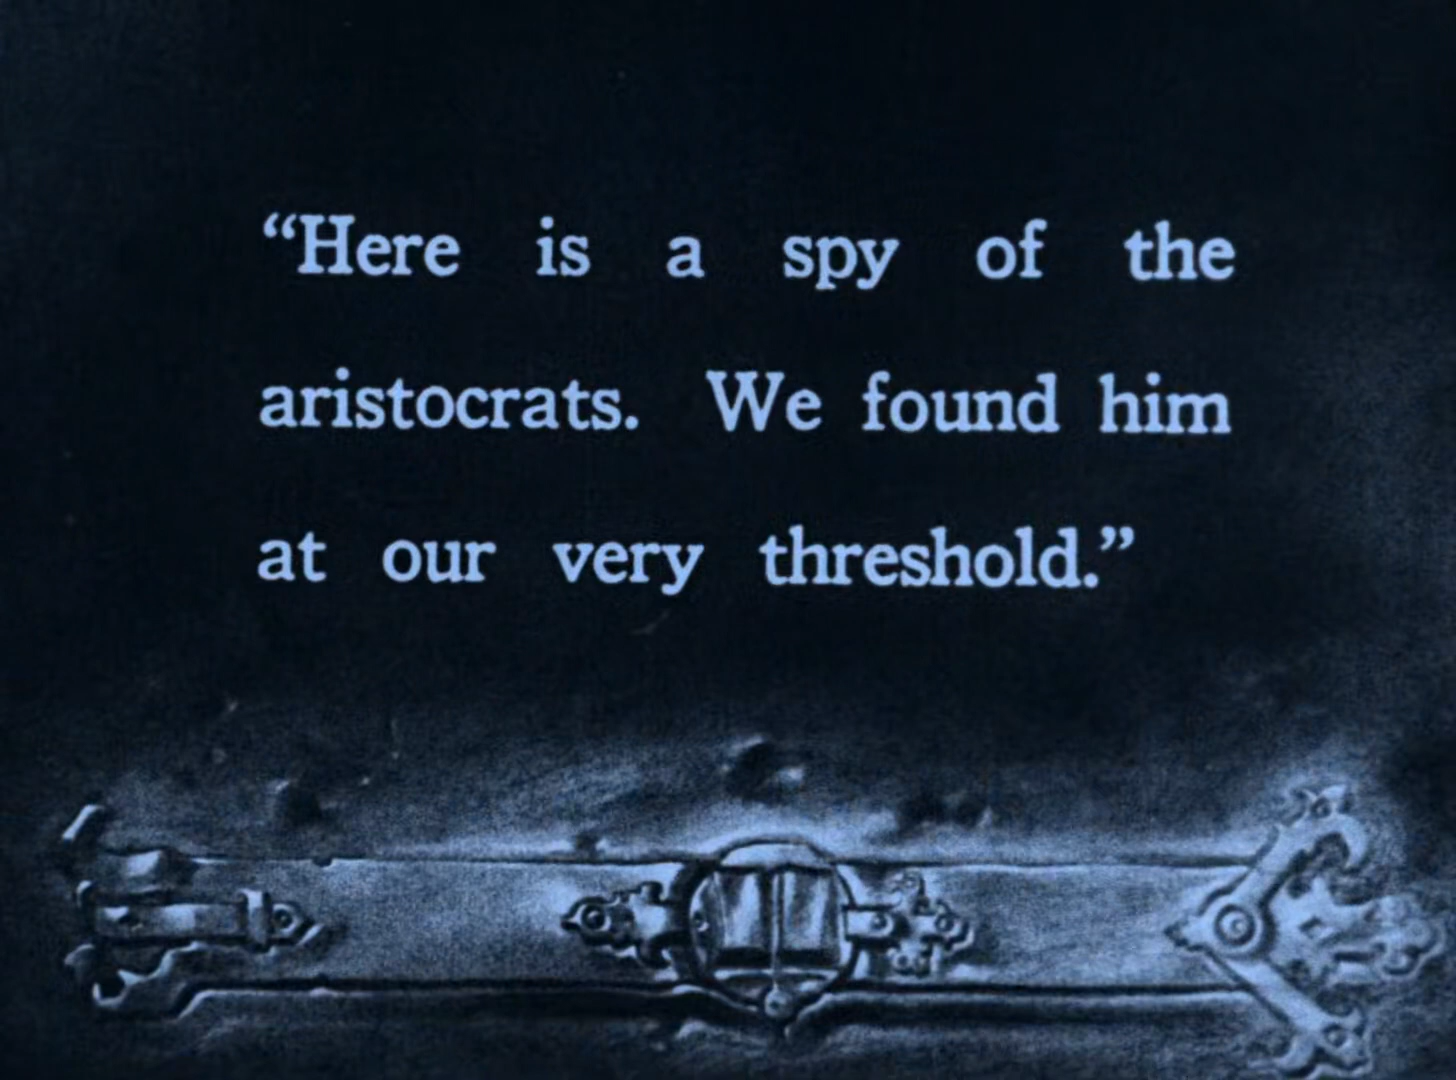 “Here is a spy of the
aristocrats. We found him
at our very threshold.”